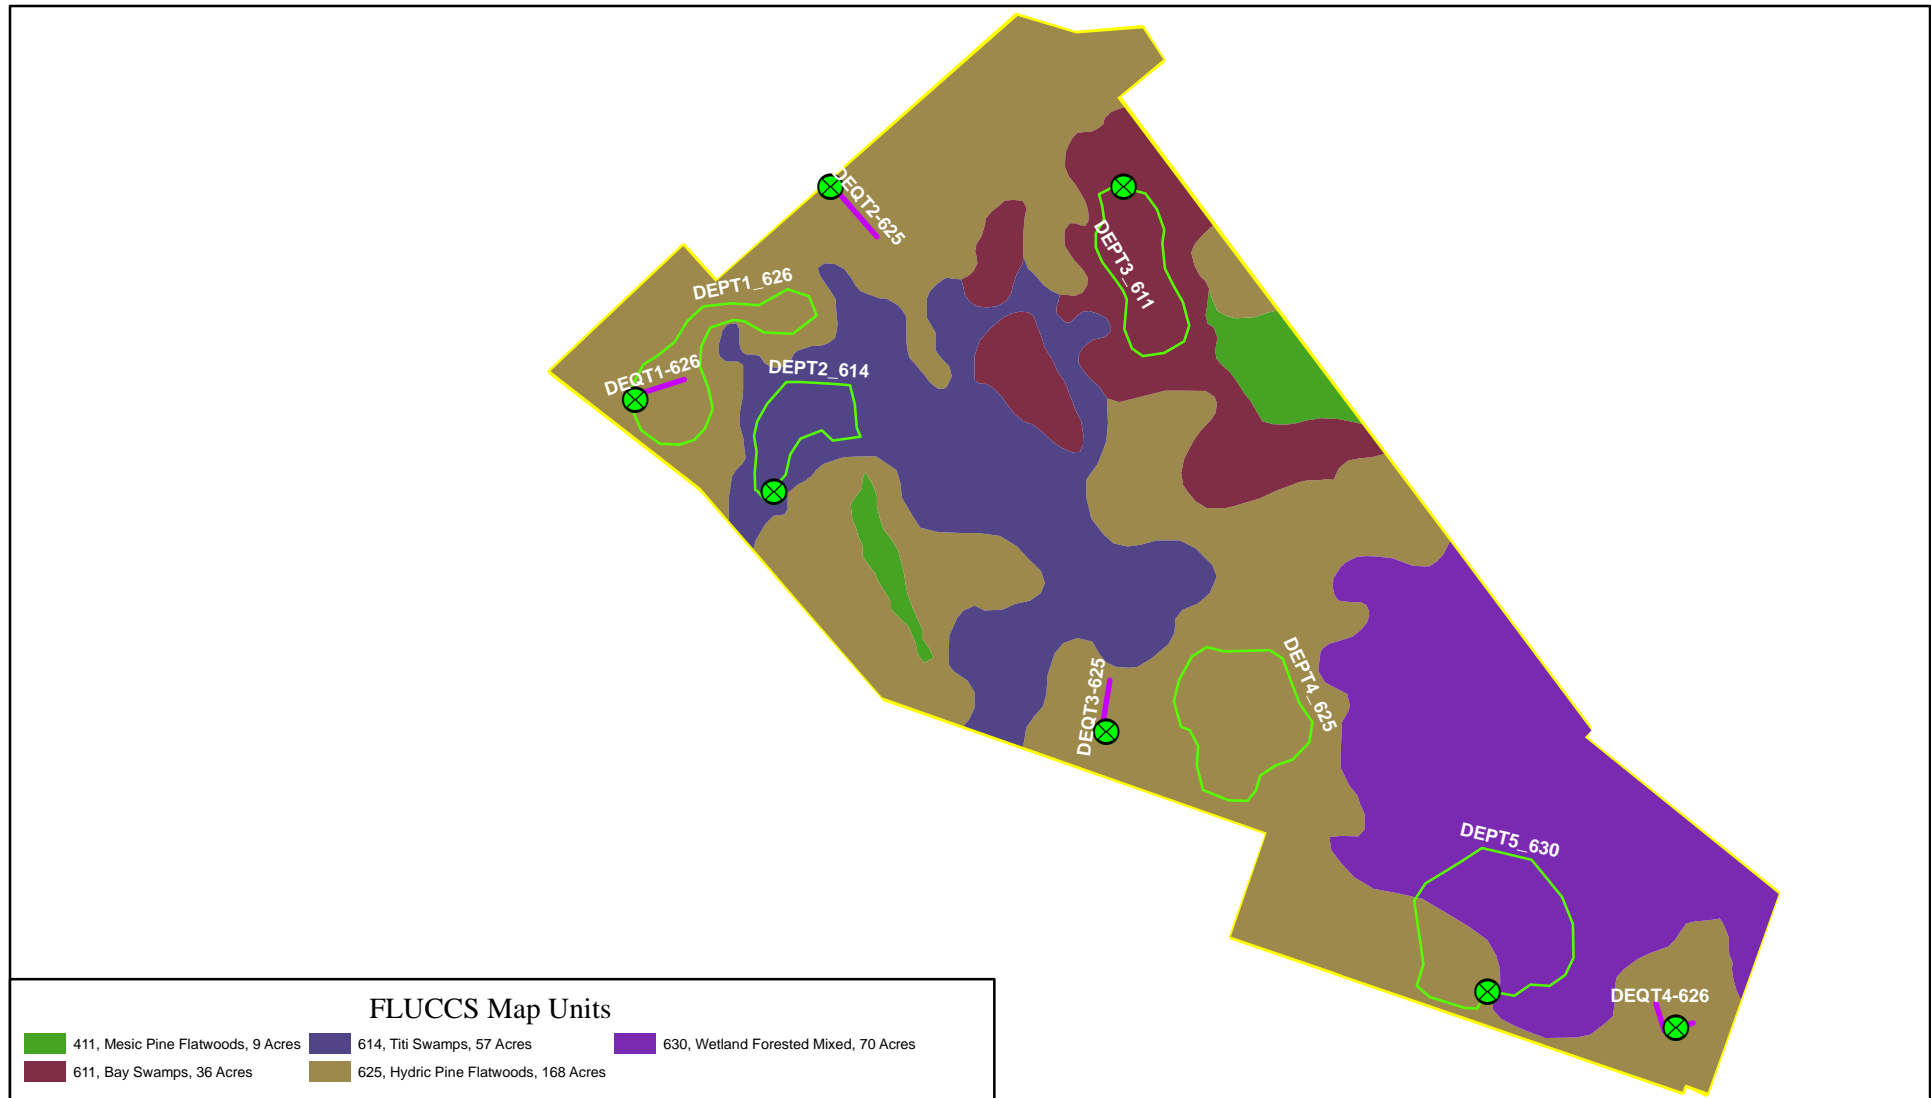 DEQT2-625
DEPT3_611
DEPT1_626
DEQT1-626
DEPT2_614
DEQT3-625
DEPT4_625
DEPT5_630
DEQT4-626
FLUCCS Map Units
411, Mesic Pine Flatwoods, 9 Acres
614, Titi Swamps, 57 Acres
630, Wetland Forested Mixed, 70 Acres
611, Bay Swamps, 36 Acres
625, Hydric Pine Flatwoods, 168 Acres